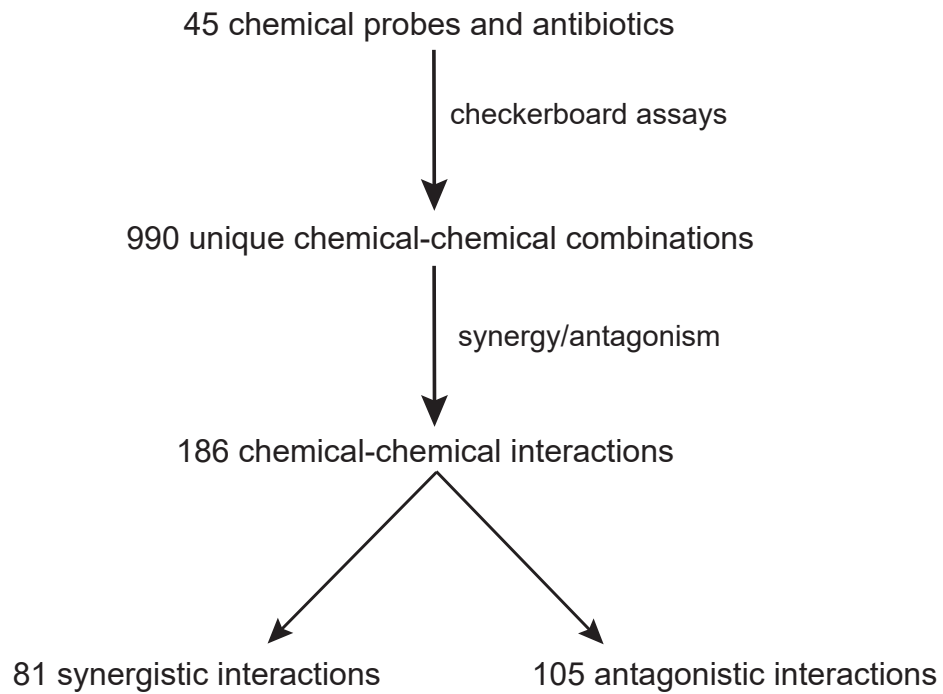 45 chemical probes and antibiotics
checkerboard assays
990 unique chemical-chemical combinations
synergy/antagonism
186 chemical-chemical interactions
81 synergistic interactions
105 antagonistic interactions